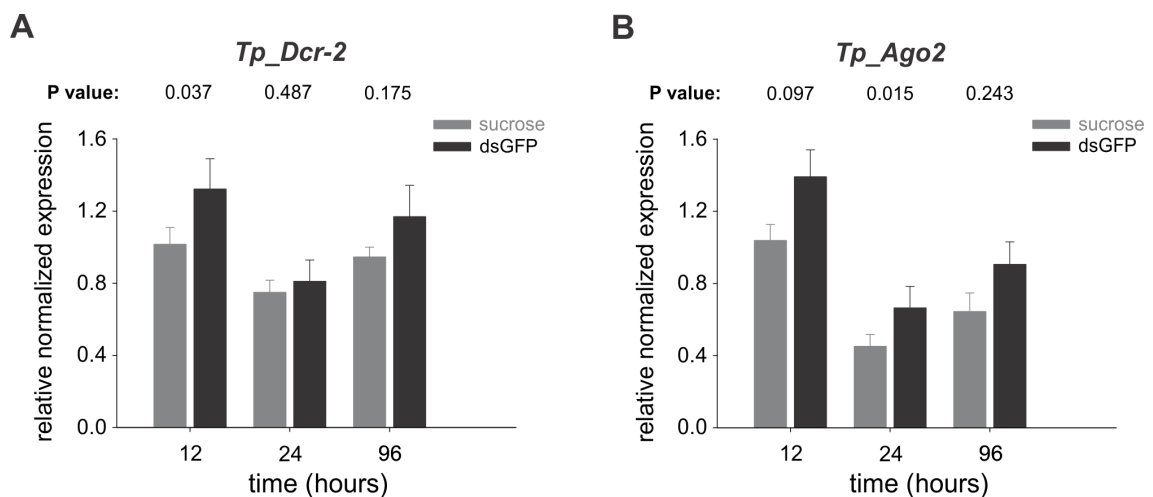 A
Tp_Dcr-2
P value: 0.037 0.487 0.175
sucrose
dsGFP
relative normalized expression
1.6
1.2
0.8
0.4
0.0
12 24 96
time (hours)
B
Tp_Ago2
P value: 0.097 0.015 0.243
sucrose
dsGFP
relative normalized expression
1.6
1.2
0.8
0.4
0.0
12 24 96
time (hours)